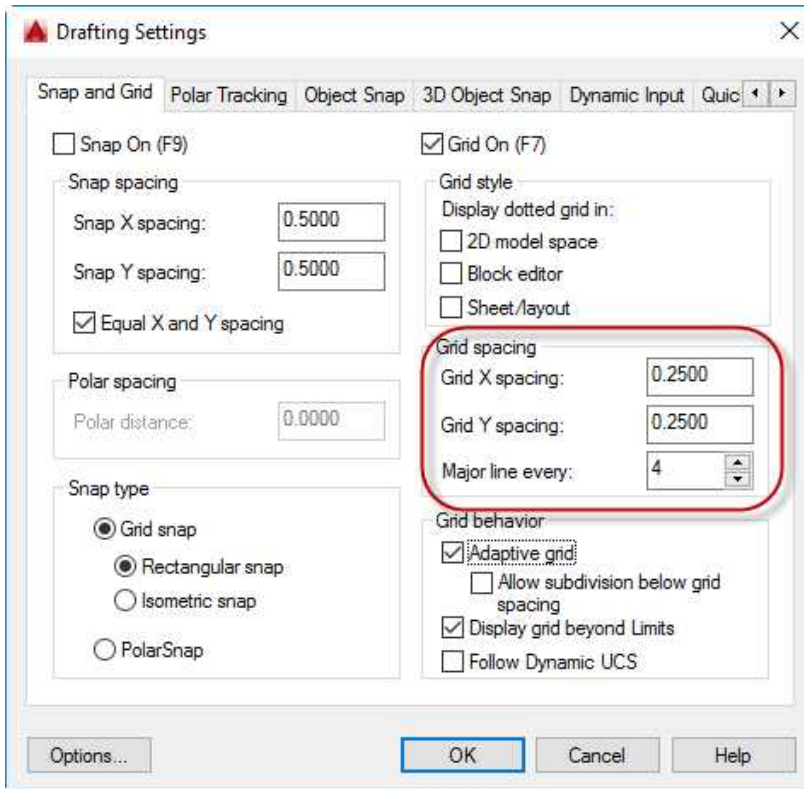 Drafting Settings
Snap and Grid
Polar Tracking
Object Snap
3D Object Snap
Dynamic Input
Quic
Snap On (F9)
Snap spacing
Snap X spacing: 0.5000
Snap Y spacing: 0.5000
Equal X and Y spacing
Polar spacing
Polar distance: 0.0000
Snap type
Grid snap
Rectangular snap
Isometric snap
PolarSnap
Grid On (F7)
Grid style
Display dotted grid in:
2D model space
Block editor
Sheet/layout
Grid spacing
Grid X spacing: 0.2500
Grid Y spacing: 0.2500
Major line every: 4
Grid behavior
Adaptive grid
Allow subdivision below grid
spacing
Display grid beyond Limits
Follow Dynamic UCS
Options...
OK
Cancel
Help